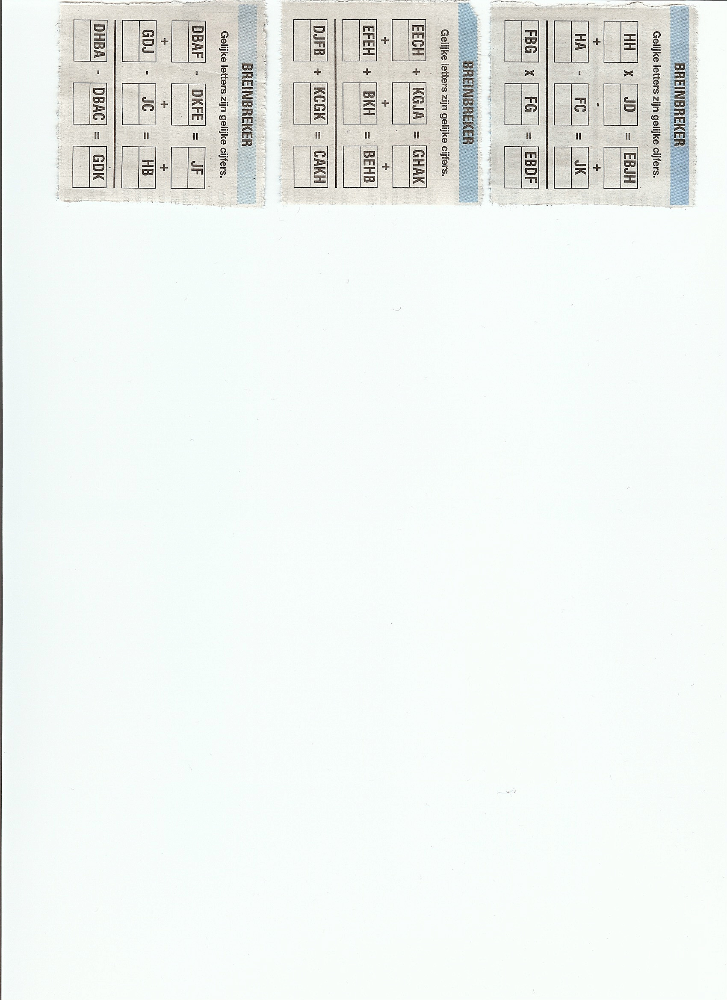 BREINBREKER
Gelijke letters zijn gelijke cijfers.
HH x JD = EBJH
+ - +
HA - FC = JK
FBG x FG = EBDF
BREINBREKER
Gelijke letters zijn gelijke cijfers.
EECH + KGJA = GHAK
+ + +
EFEH + BKH = BEHB
DJFB + KCGK = CAKH
BREINBREKER
Gelijke letters zijn gelijke cijfers.
DBAF - DKFE = JF
+ + +
GDJ - JC = HB
DHBA - DBAC = GDK